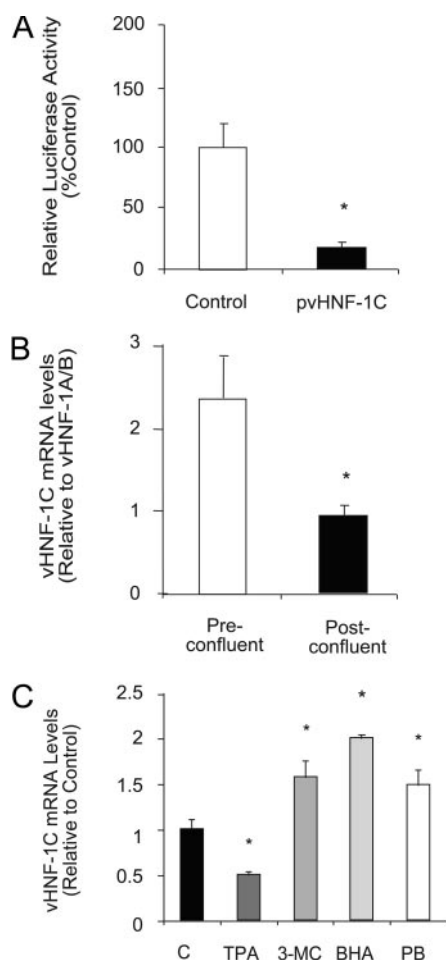 A
Relative Luciferase Activity
(%Control)
200
150
100
50
0
*
Control pvHNF-1C
B
vHNF-1C mRNA levels
(Relative to vHNF-1A/B)
3
2
1
0
*
Pre-
confluent
Post-
confluent
C
vHNF-1C mRNA Levels
(Relative to Control)
2.5
2
1.5
1
0.5
0
*
*
*
*
C TPA 3-MC BHA PB